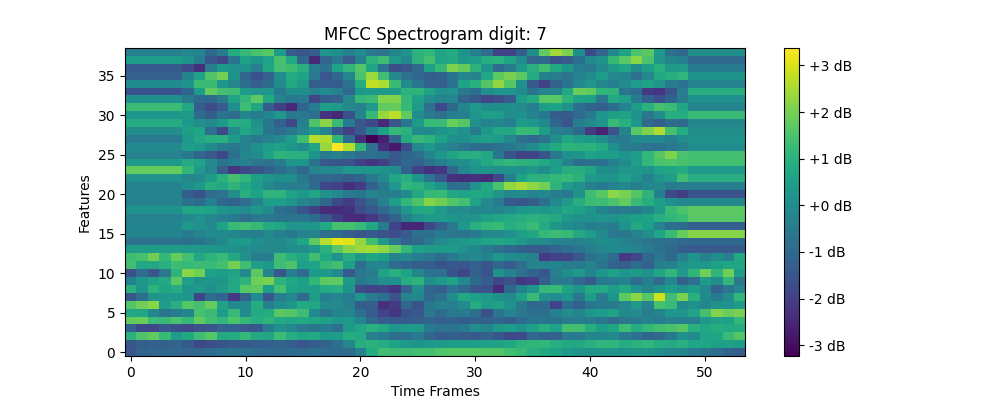 MFCC Spectrogram digit: 7
Features
35
30
25
20
15
10
5
0
0 10 20 30 40 50
Time Frames
+3 dB
+2 dB
+1 dB
+0 dB
-1 dB
-2 dB
-3 dB